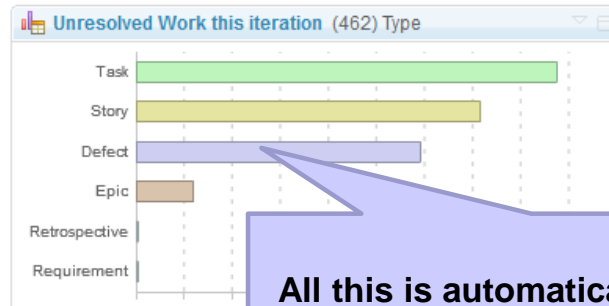 Unresolved Work this iteration (462) Type
Task
Story
Defect
Epic
Retrospective
Requirement
All this is automatica